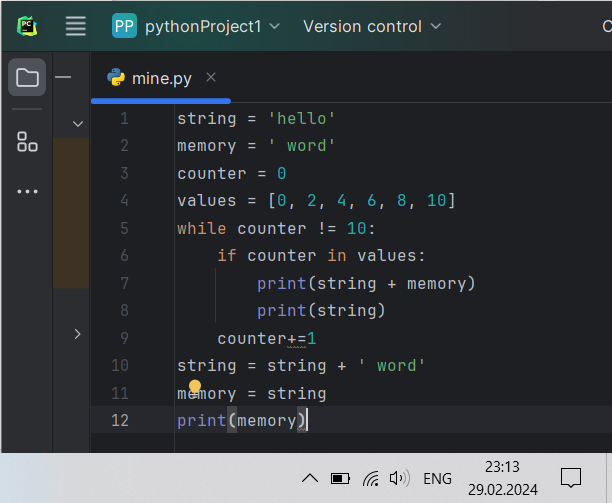 PC
PP pythonProject1 Version control
mine.py
1 string = 'hello'
2 memory = ' word'
3 counter = 0
4 values = [0, 2, 4, 6, 8, 10]
5 while counter != 10:
6     if counter in values:
7         print(string + memory)
8         print(string)
9     counter+=1
10 string = string + ' word'
11 memory = string
12 print(memory)
ENG 23:13
29.02.2024